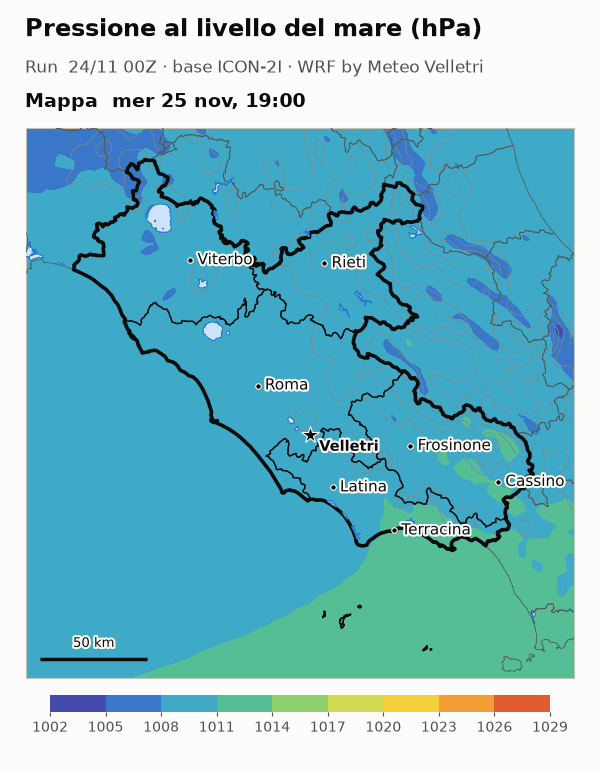 Pressione al livello del mare (hPa)
Run  24/11 00Z · base ICON-2I · WRF by Meteo Velletri
Mappa  mer 25 nov, 19:00
Viterbo
Rieti
Roma
Velletri
Frosinone
Cassino
Latina
Terracina
50 km
1002 1005 1008 1011 1014 1017 1020 1023 1026 1029